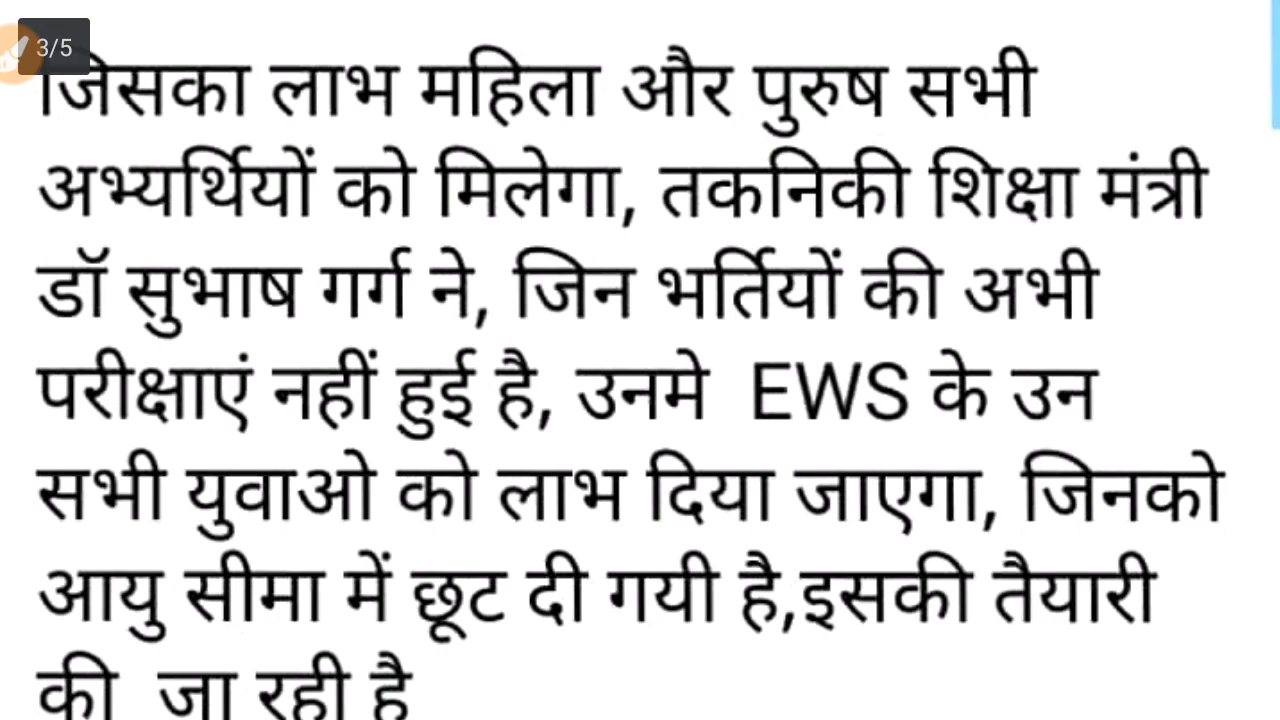 3/5
जिसका लाभ महिला और पुरुष सभी
अभ्यर्थियों को मिलेगा, तकनिकी शिक्षा मंत्री
डॉ सुभाष गर्ग ने, जिन भर्तियों की अभी
परीक्षाएं नहीं हुई है, उनमे  EWS के उन
सभी युवाओ को लाभ दिया जाएगा, जिनको
आयु सीमा में छूट दी गयी है,इसकी तैयारी
की  जा रही है